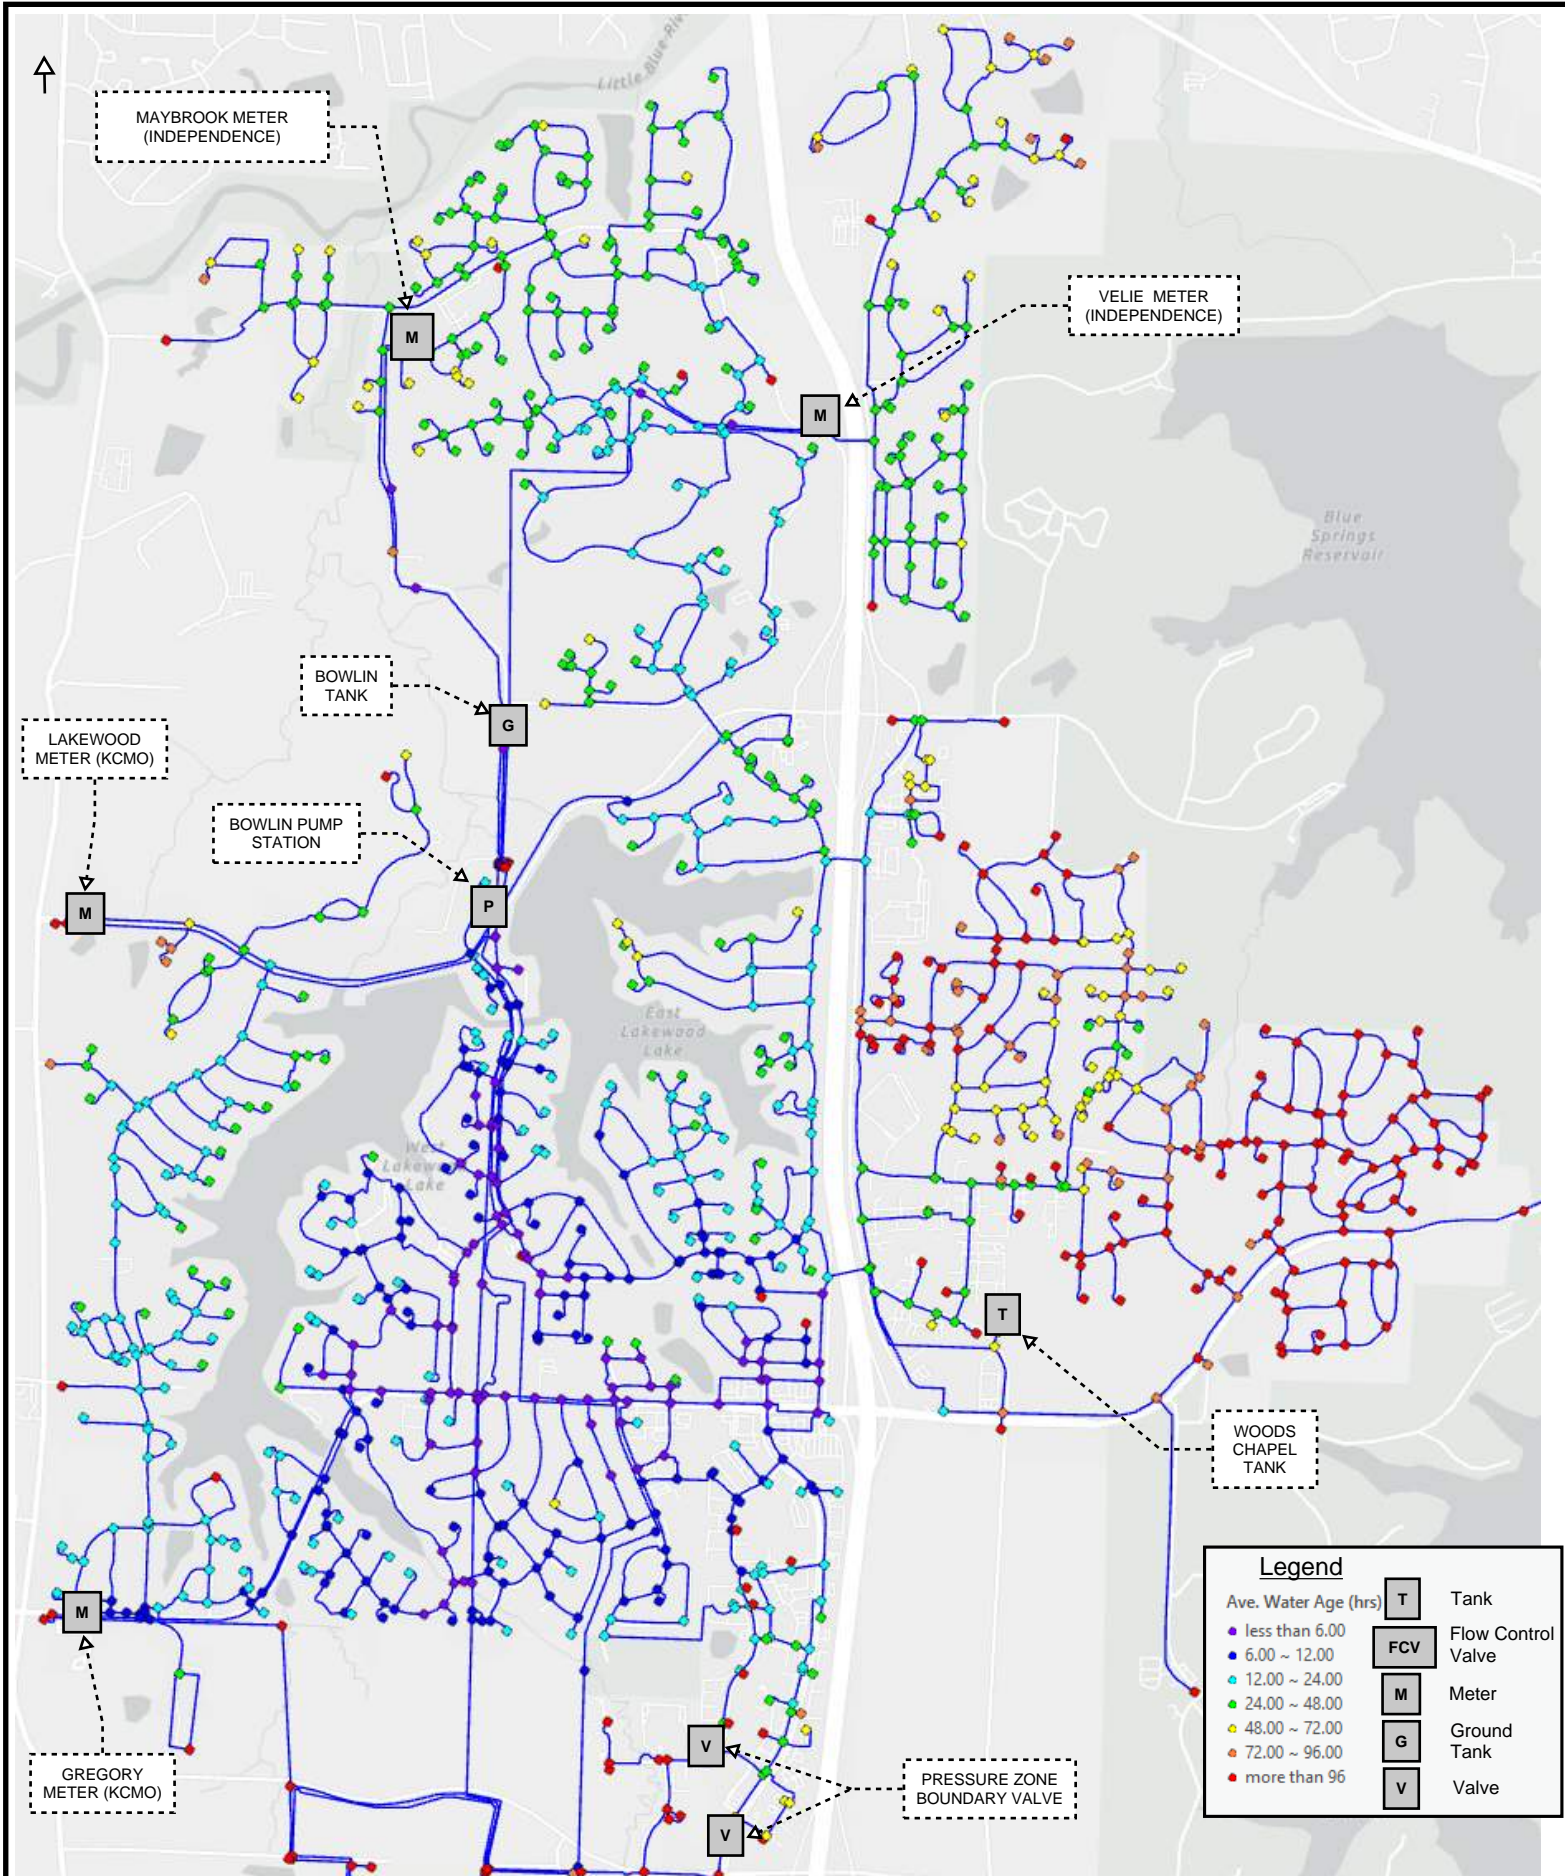 Little Blue River
MAYBROOK METER
(INDEPENDENCE)
VELIE METER
(INDEPENDENCE)
M
M
Blue
Springs
Reservoir
BOWLIN
TANK
G
LAKEWOOD
METER (KCMO)
BOWLIN PUMP
STATION
M
P
East
Lakewood
Lake
West
Lakewood
Lake
T
WOODS
CHAPEL
TANK
M
GREGORY
METER (KCMO)
V
V
PRESSURE ZONE
BOUNDARY VALVE
Legend
Ave. Water Age (hrs)
less than 6.00
6.00 ~ 12.00
12.00 ~ 24.00
24.00 ~ 48.00
48.00 ~ 72.00
72.00 ~ 96.00
more than 96
T Tank
FCV Flow Control
Valve
M Meter
G Ground
Tank
V Valve